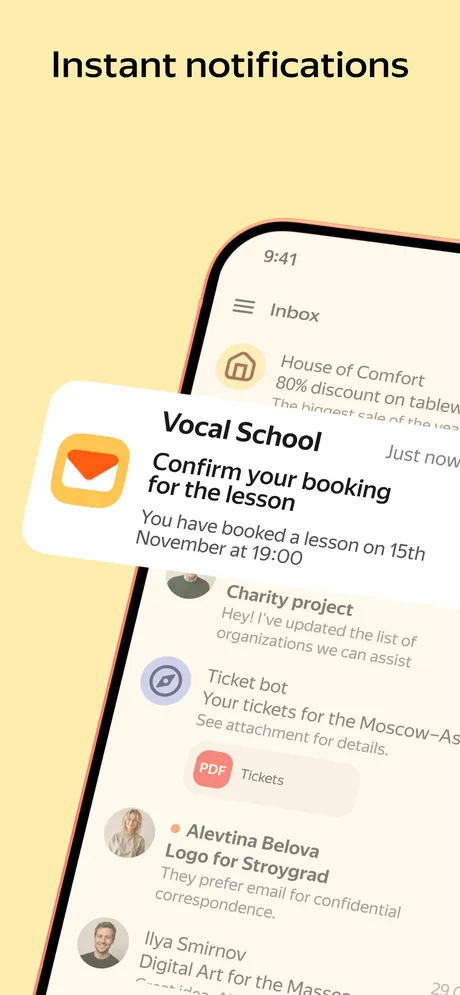 Instant notifications
9:41
Inbox
House of Comfort
80% discount on tablew
The biggest sale of the yea
Vocal School
Just now
Confirm your booking
for the lesson
You have booked a lesson on 15th
November at 19:00
Charity project
Hey! I've updated the list of
organizations we can assist
Ticket bot
Your tickets for the Moscow–As
See attachment for details.
PDF
Tickets
Alevtina Belova
Logo for Stroygrad
They prefer email for confidential
correspondence.
Ilya Smirnov
29 O
Digital Art for the Masses
Great idea.